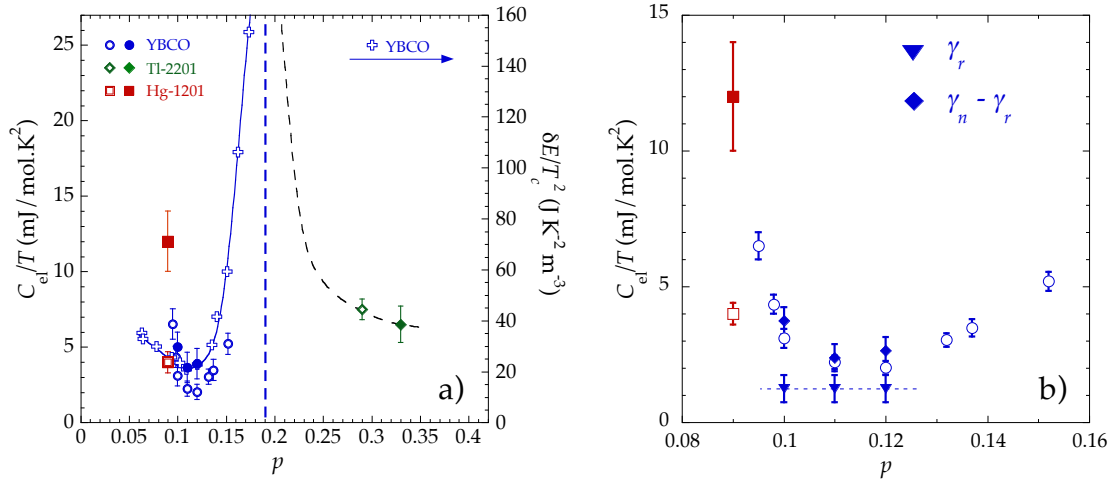 26
25
20
15
10
5
0
C_el/T (mJ / mol.K²)
YBCO
Tl-2201
Hg-1201
YBCO
a)
0 0.05 0.1 0.15 0.2 0.25 0.3 0.35 0.4
p
160
140
120
100
80
60
40
20
0
δE/T_c² (J K⁻² m⁻³)
15
10
5
0
C_el/T (mJ / mol.K²)
γ_r
γ_n - γ_r
b)
0.08 0.1 0.12 0.14 0.16
p